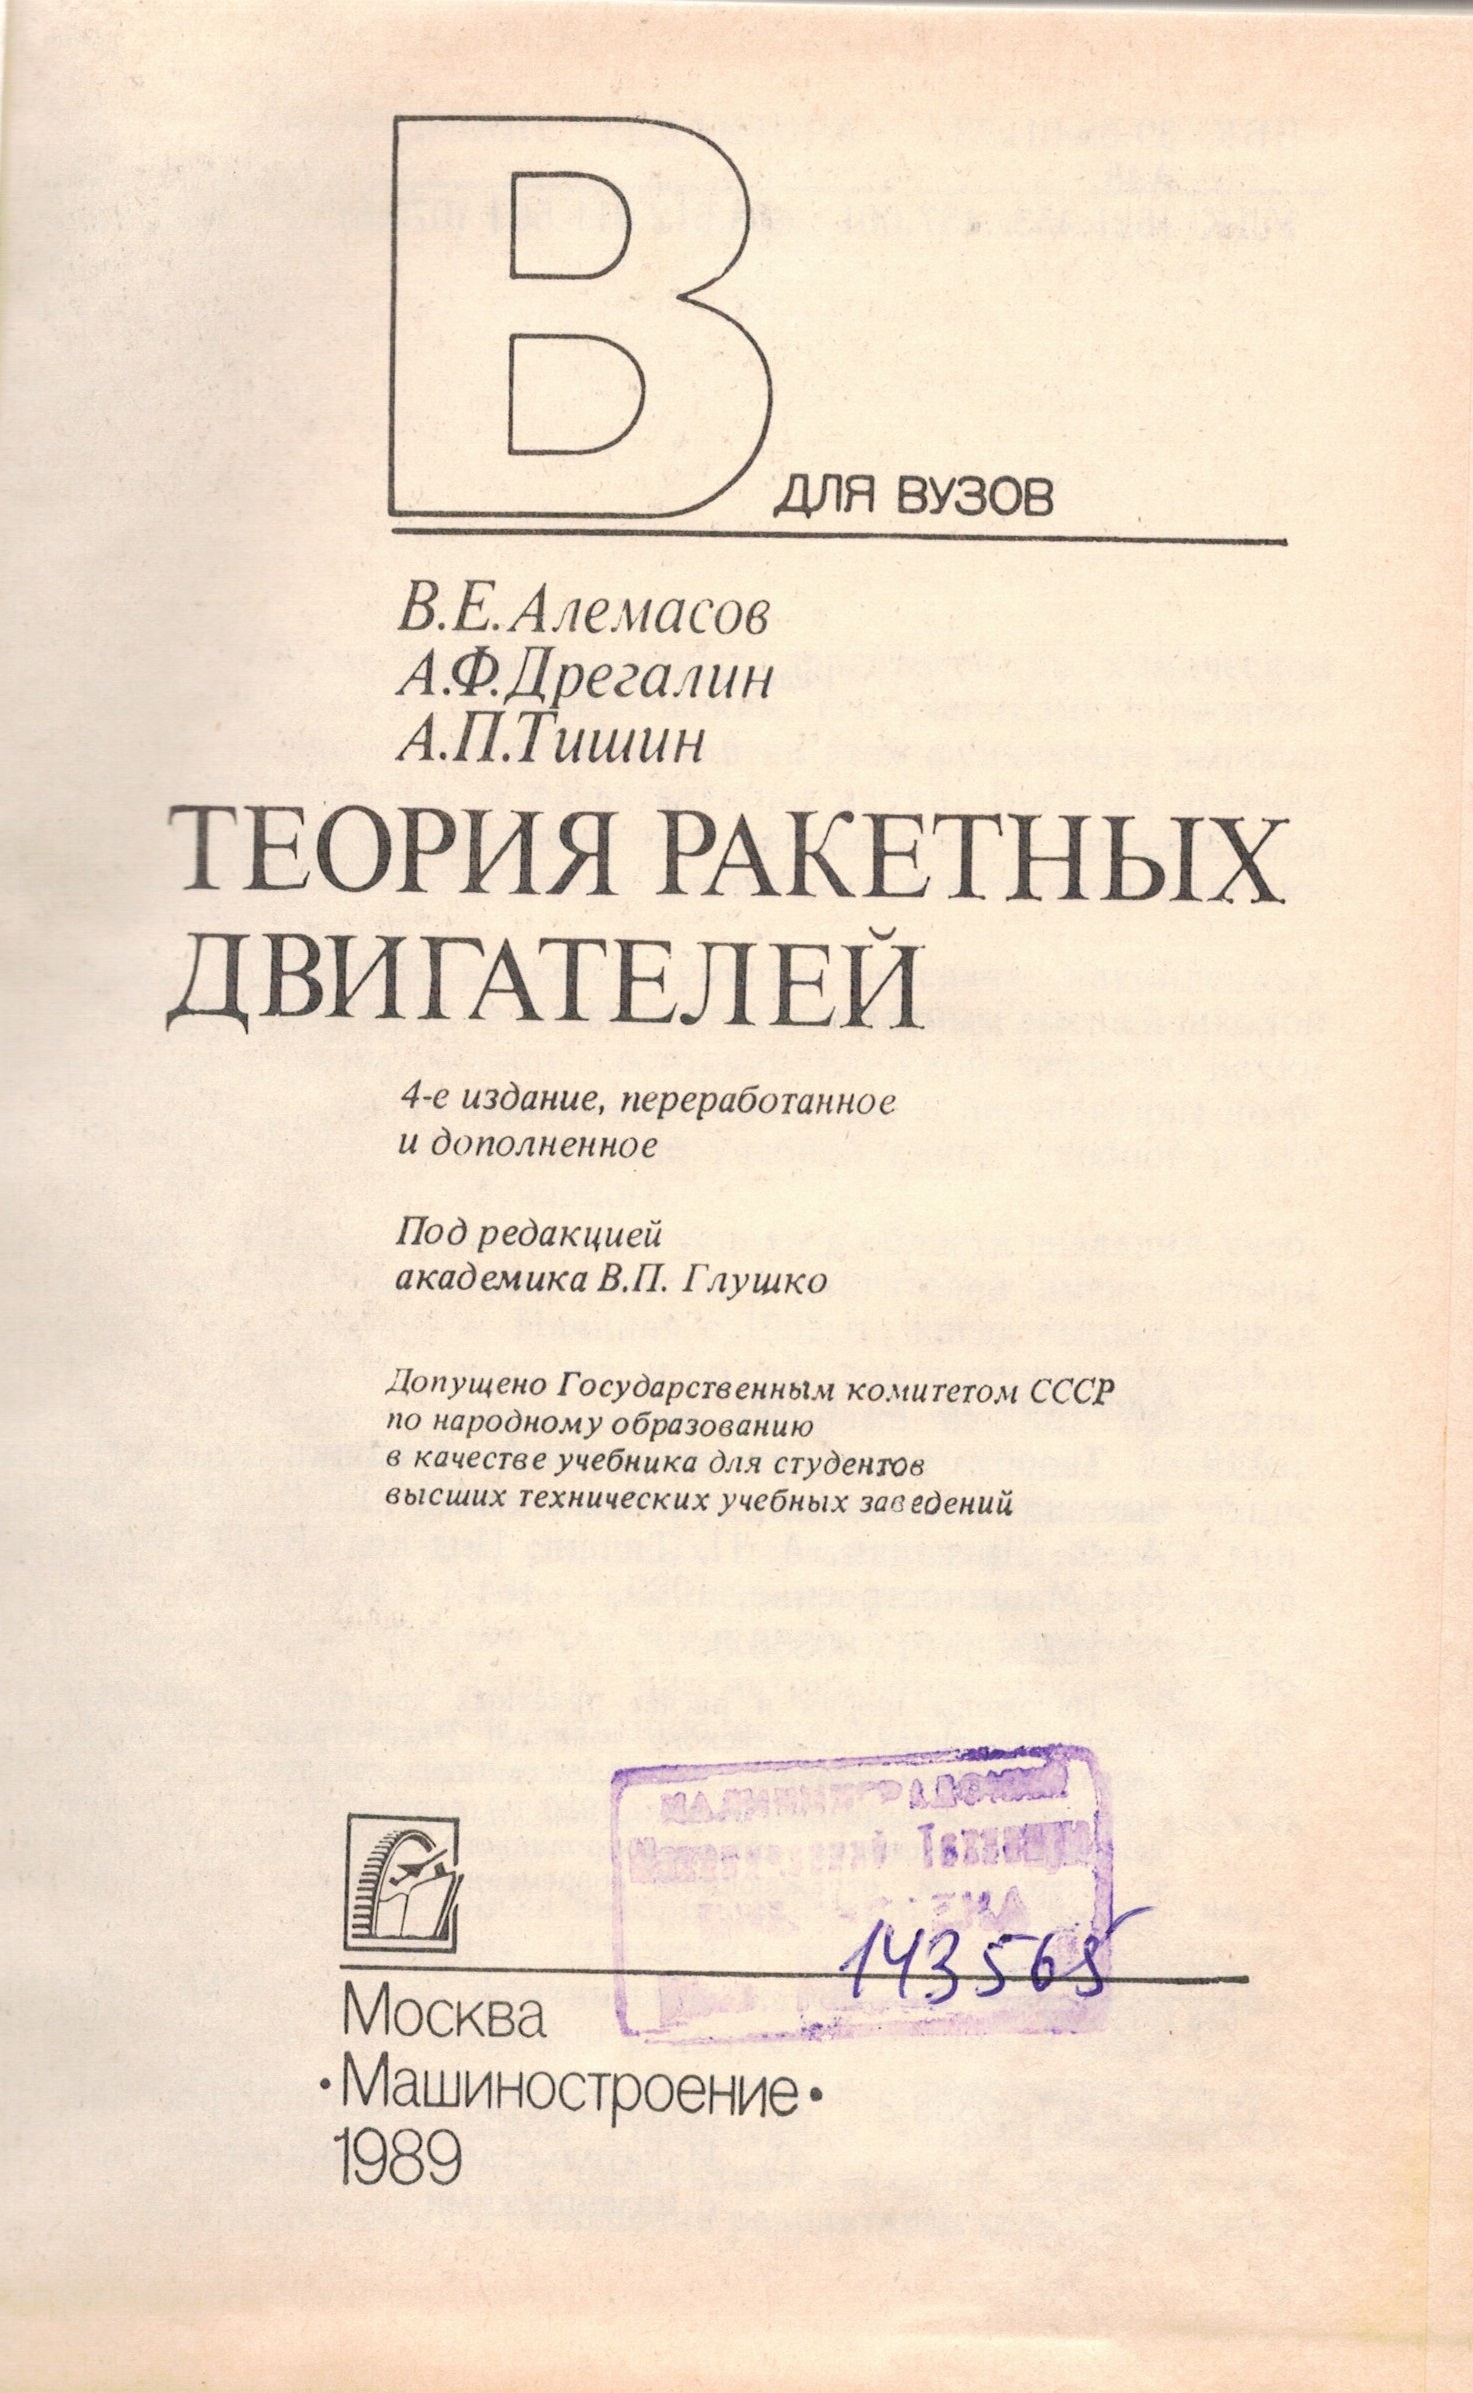 В
ДЛЯ ВУЗОВ
В.Е.Алемасов
А.Ф.Дрегалин
А.П.Тишин
ТЕОРИЯ РАКЕТНЫХ
ДВИГАТЕЛЕЙ
4-е издание, переработанное
и дополненное
Под редакцией
академика В.П. Глушко
Допущено Государственным комитетом СССР
по народному образованию
в качестве учебника для студентов
высших технических учебных заведений
143565
Москва
·Машиностроение·
1989